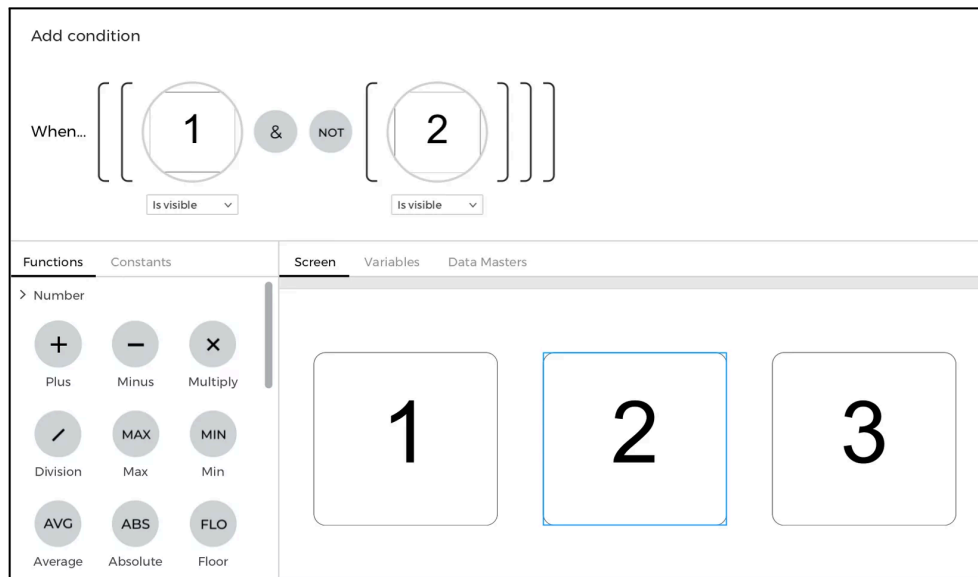 Add condition
When... [ [ 1 & NOT [ 2 ] ] ]
Is visible Is visible
Functions Constants
Screen Variables Data Masters
> Number
+ − ×
Plus Minus Multiply
/ MAX MIN
Division Max Min
AVG ABS FLO
Average Absolute Floor
1 2 3